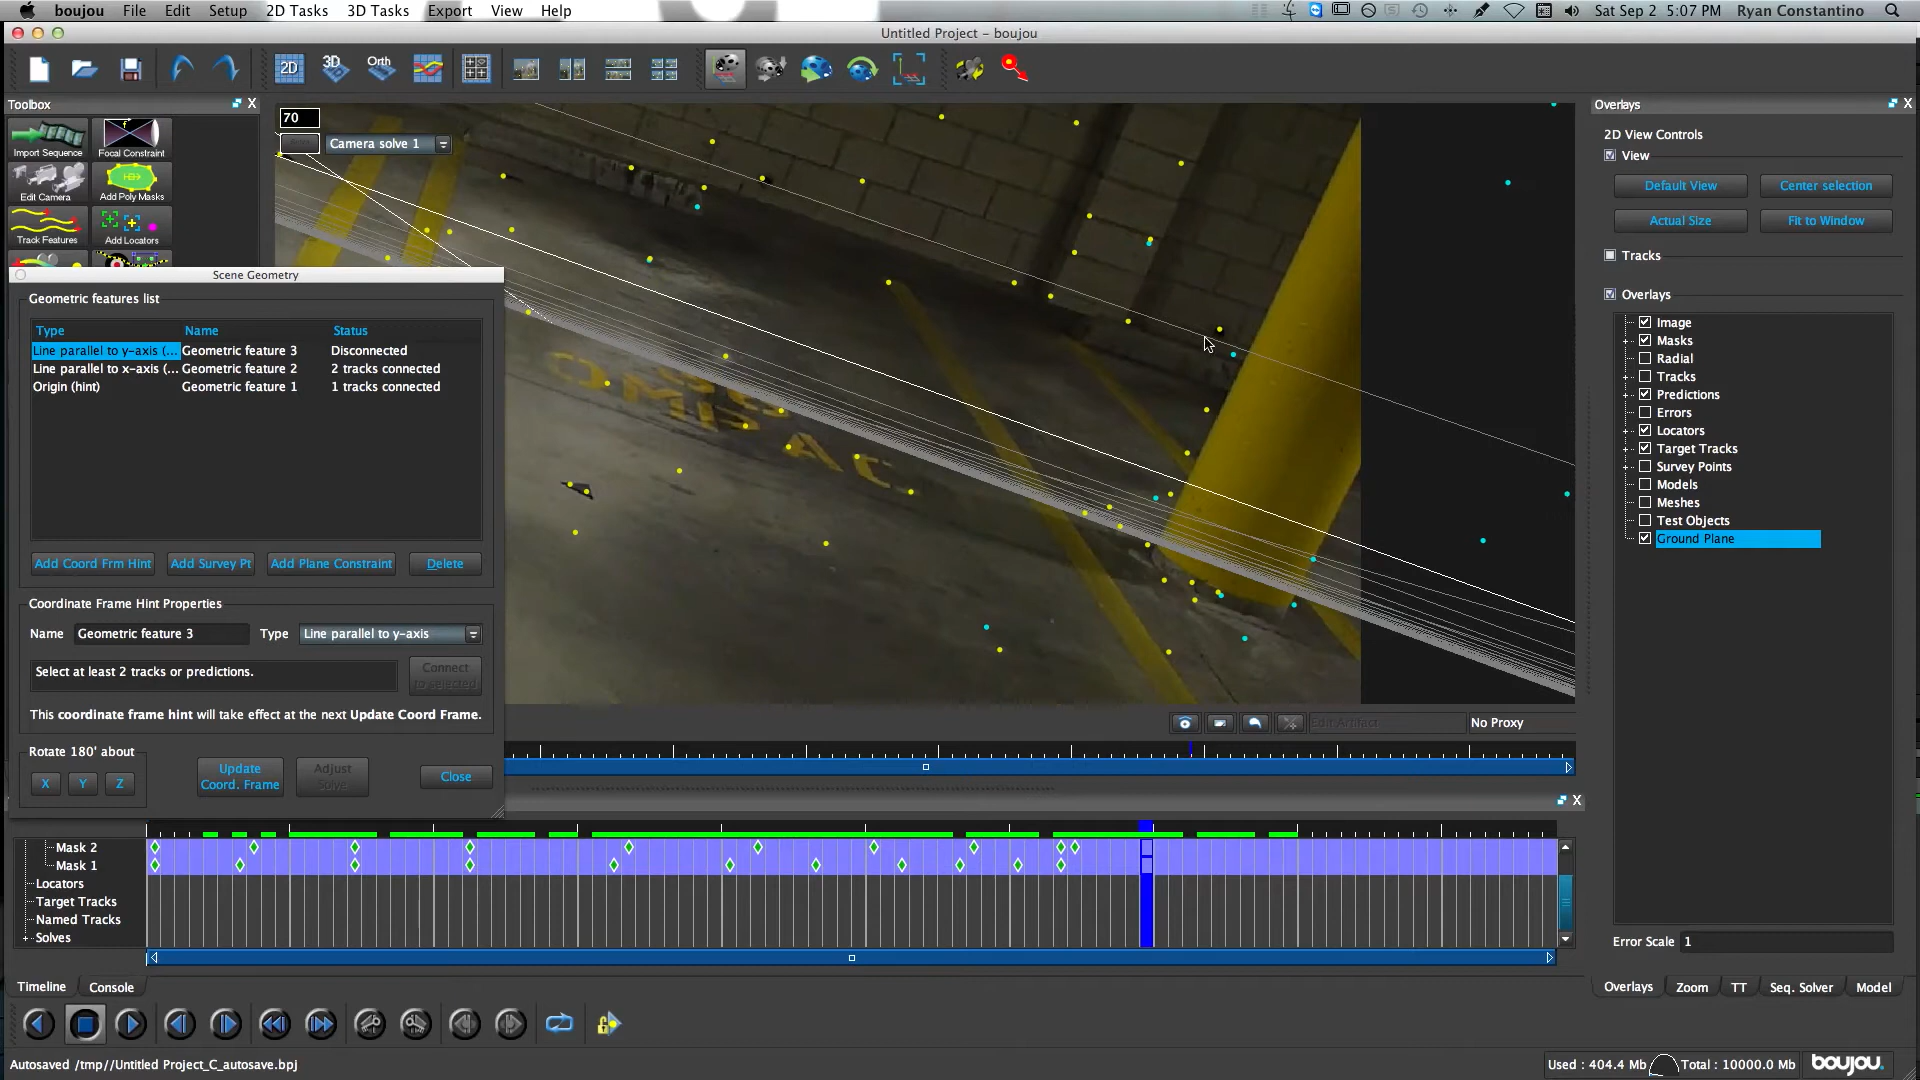 boujou File Edit Setup 2D Tasks 3D Tasks Export View Help
Sat Sep 2 5:07 PM Ryan Constantino
Untitled Project - boujou
2D 3D Orth
Toolbox
Import Sequence
Focal Constraint
Edit Camera
Add Poly Masks
Track Features
Add Locators
70
Camera solve 1
Scene Geometry
Geometric features list
Type Name Status
Line parallel to y-axis (... Geometric feature 3 Disconnected
Line parallel to x-axis (... Geometric feature 2 2 tracks connected
Origin (hint) Geometric feature 1 1 tracks connected
Add Coord Frm Hint Add Survey Pt Add Plane Constraint Delete
Coordinate Frame Hint Properties
Name Geometric feature 3 Type Line parallel to y-axis
Select at least 2 tracks or predictions.
Connect to selected
This coordinate frame hint will take effect at the next Update Coord Frame.
Rotate 180' about
X Y Z
Update Coord. Frame
Adjust Solve
Close
Edit Artifact
No Proxy
Mask 2
Mask 1
Locators
Target Tracks
Named Tracks
Solves
Timeline Console
Autosaved /tmp//Untitled Project_C_autosave.bpj
Overlays
2D View Controls
View
Default View Center selection
Actual Size Fit to Window
Tracks
Overlays
Image
Masks
Radial
Tracks
Predictions
Errors
Locators
Target Tracks
Survey Points
Models
Meshes
Test Objects
Ground Plane
Error Scale 1
Overlays Zoom TT Seq. Solver Model
Used : 404.4 Mb Total : 10000.0 Mb boujou.